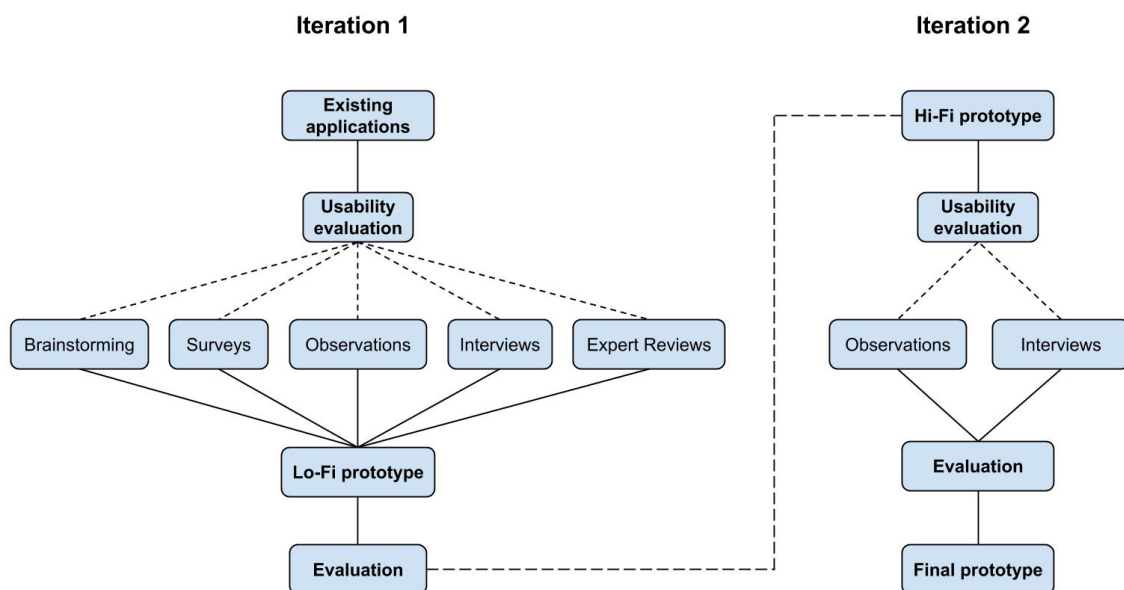 Iteration 1
Existing
applications
Usability
evaluation
Brainstorming
Surveys
Observations
Interviews
Expert Reviews
Lo-Fi prototype
Evaluation
Iteration 2
Hi-Fi prototype
Usability
evaluation
Observations
Interviews
Evaluation
Final prototype